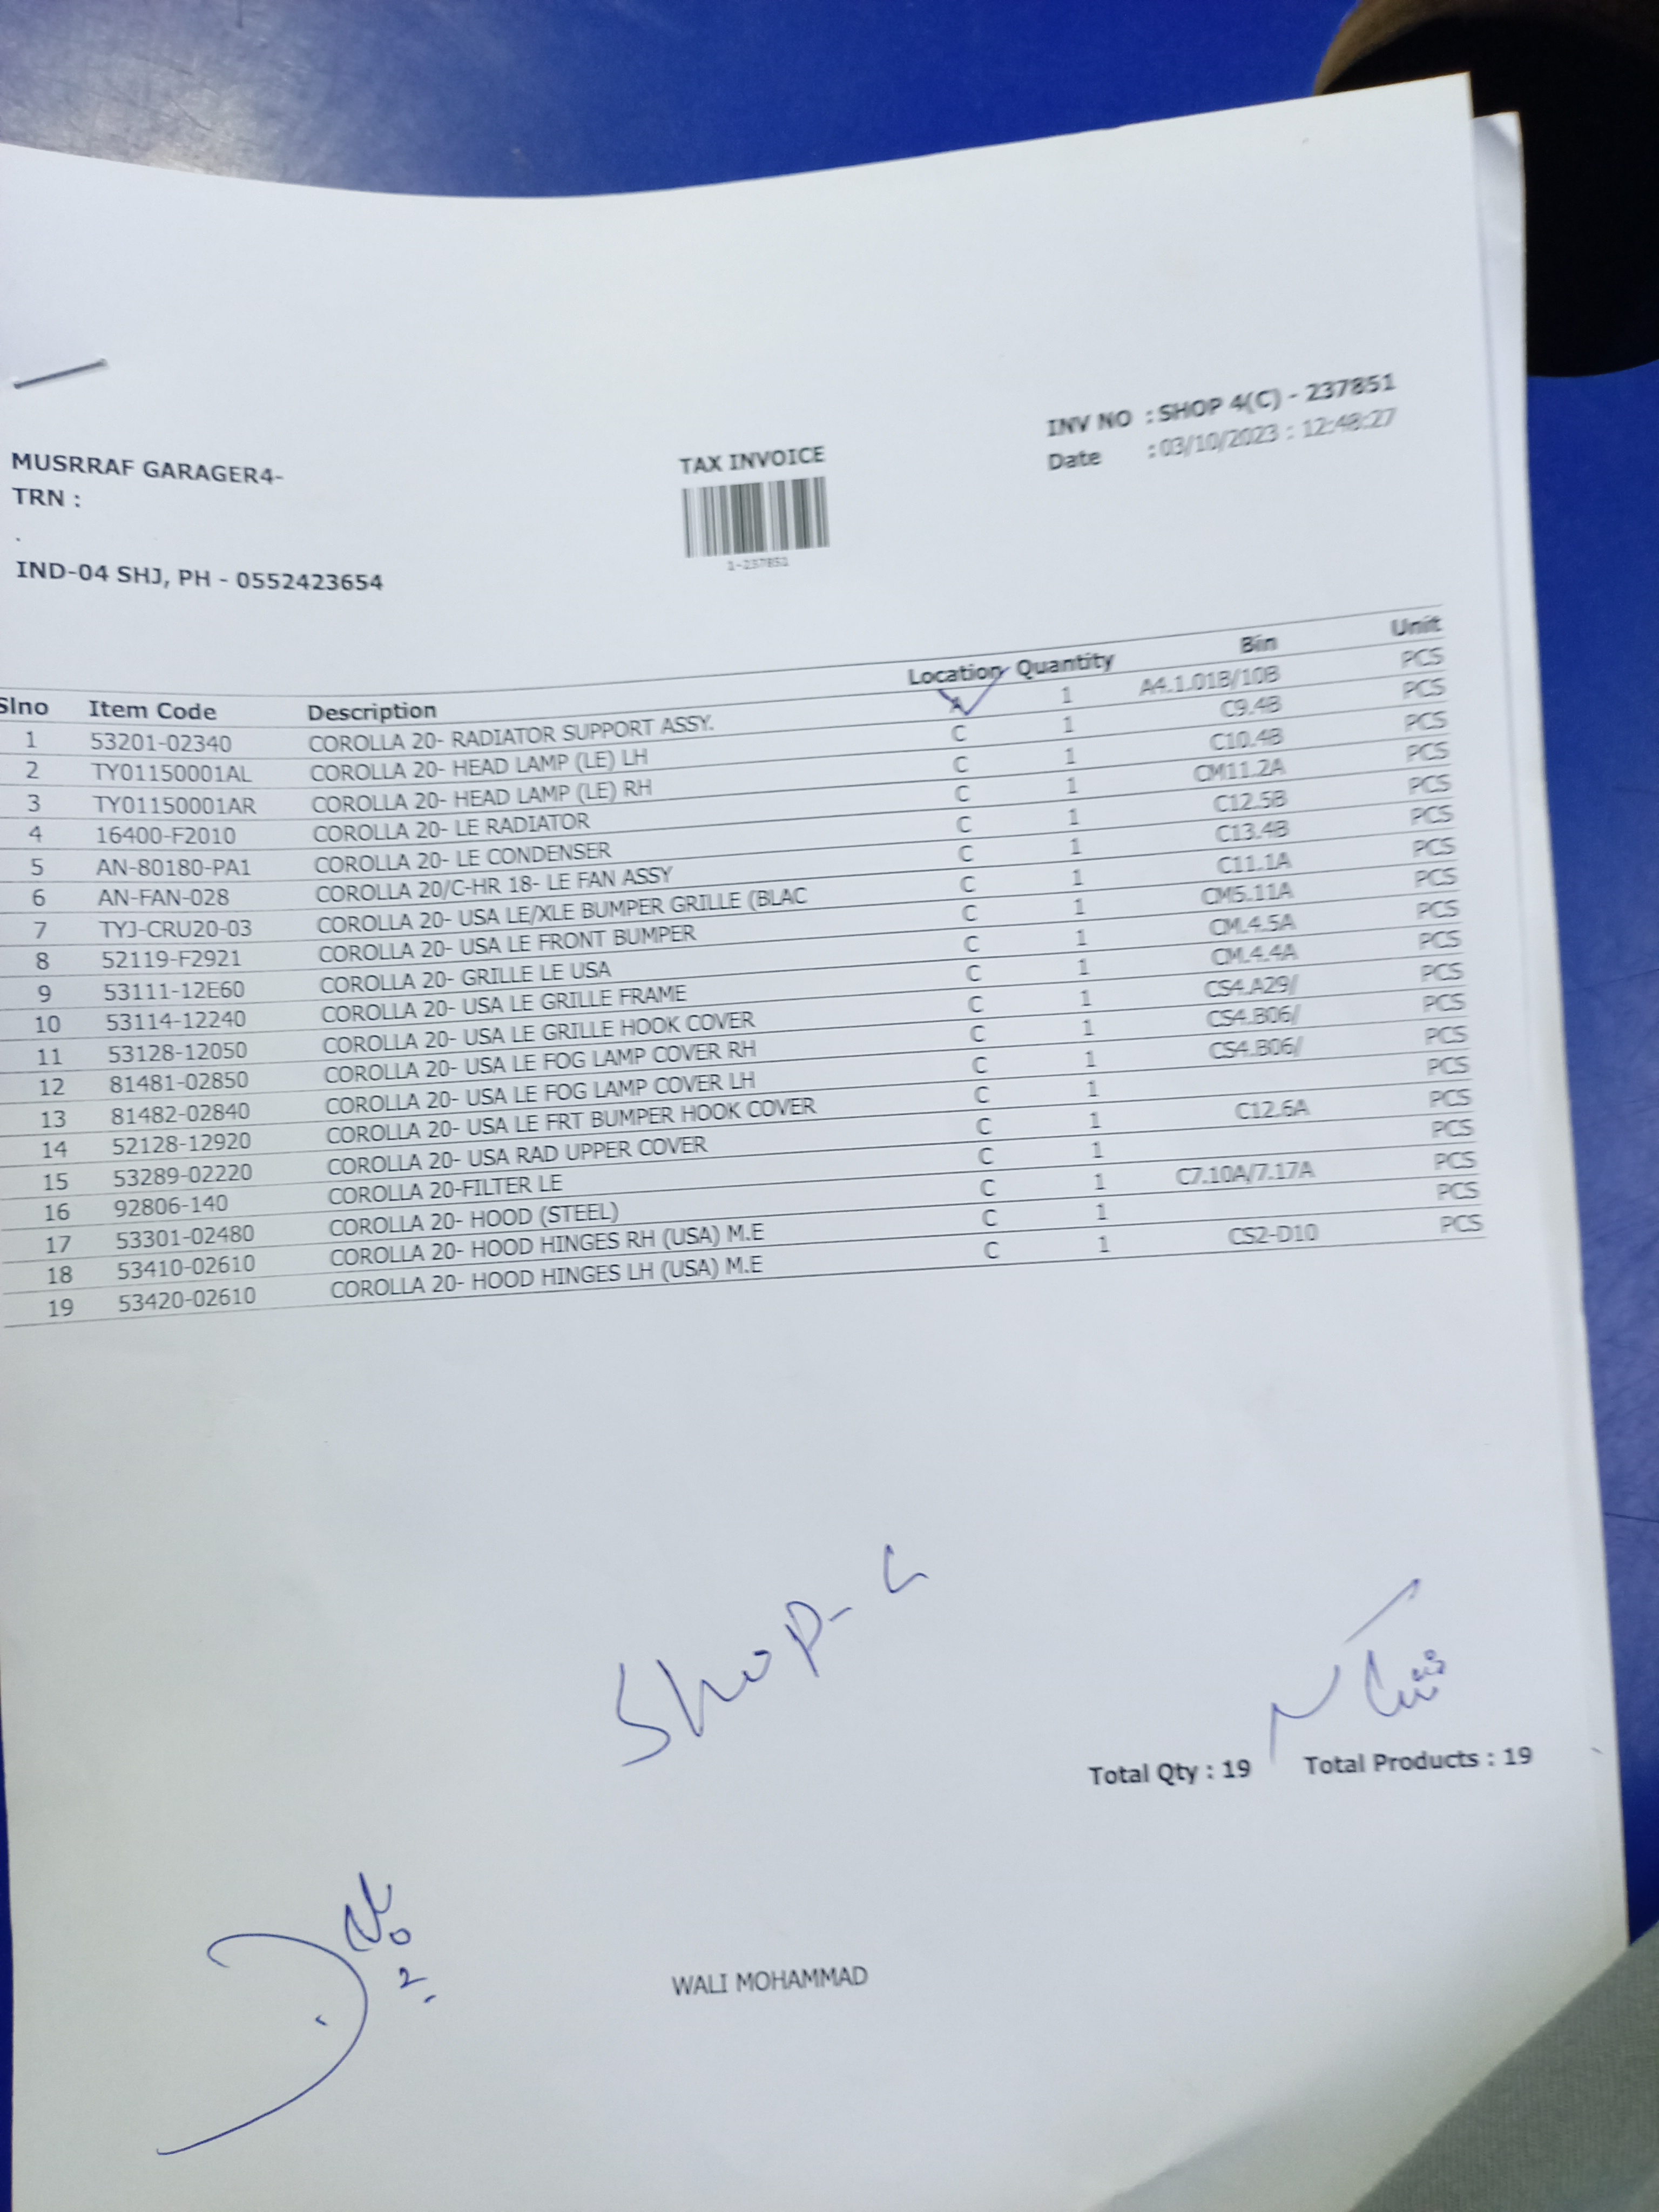 MUSRRAF GARAGER4-
TRN :
.
IND-04 SHJ, PH - 0552423654
TAX INVOICE
1-237851
INV NO : SHOP 4(C) - 237851
Date : 03/10/2023 : 12:48:27
Slno Item Code Description Location Quantity Bin Unit
1 53201-02340 COROLLA 20- RADIATOR SUPPORT ASSY. A 1 A4.1.01B/10B PCS
2 TY01150001AL COROLLA 20- HEAD LAMP (LE) LH C 1 C9.4B PCS
3 TY01150001AR COROLLA 20- HEAD LAMP (LE) RH C 1 C10.4B PCS
4 16400-F2010 COROLLA 20- LE RADIATOR C 1 CM11.2A PCS
5 AN-80180-PA1 COROLLA 20- LE CONDENSER C 1 C12.5B PCS
6 AN-FAN-028 COROLLA 20/C-HR 18- LE FAN ASSY C 1 C13.4B PCS
7 TYJ-CRU20-03 COROLLA 20- USA LE/XLE BUMPER GRILLE (BLAC C 1 C11.1A PCS
8 52119-F2921 COROLLA 20- USA LE FRONT BUMPER C 1 CM5.11A PCS
9 53111-12E60 COROLLA 20- GRILLE LE USA C 1 CM.4.5A PCS
10 53114-12240 COROLLA 20- USA LE GRILLE FRAME C 1 CM.4.4A PCS
11 53128-12050 COROLLA 20- USA LE GRILLE HOOK COVER C 1 CS4.A29/ PCS
12 81481-02850 COROLLA 20- USA LE FOG LAMP COVER RH C 1 CS4.B06/ PCS
13 81482-02840 COROLLA 20- USA LE FOG LAMP COVER LH C 1 CS4.B06/ PCS
14 52128-12920 COROLLA 20- USA LE FRT BUMPER HOOK COVER C 1 PCS
15 53289-02220 COROLLA 20- USA RAD UPPER COVER C 1 C12.6A PCS
16 92806-140 COROLLA 20-FILTER LE C 1 PCS
17 53301-02480 COROLLA 20- HOOD (STEEL) C 1 C7.10A/7.17A PCS
18 53410-02610 COROLLA 20- HOOD HINGES RH (USA) M.E C 1 PCS
19 53420-02610 COROLLA 20- HOOD HINGES LH (USA) M.E C 1 CS2-D10 PCS
Shop-
Total Qty : 19 Total Products : 19
WALI MOHAMMAD